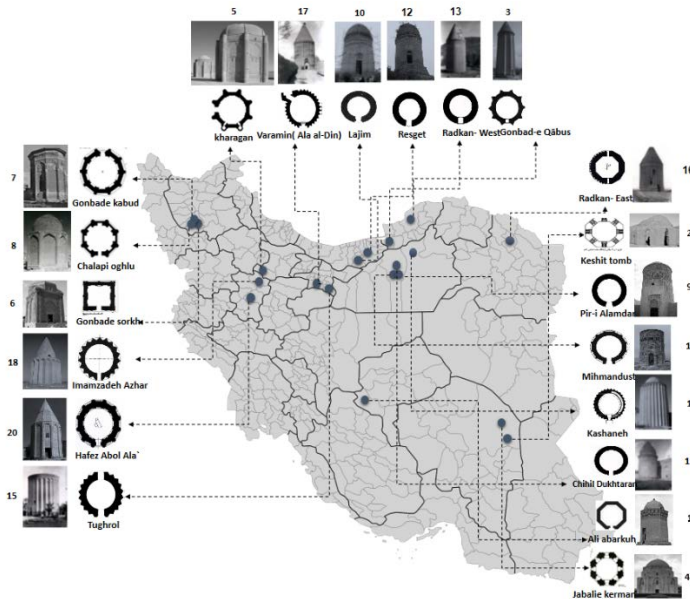 5 17 10 12 13 3
kharagan Varamin( Ala al-Din) Lajim Resget Radkan- West Gonbad-e Qâbus
7
Gonbade kabud
8
Chalapi oghlu
6
Gonbade sorkh
18
Imamzadeh Azhar
20
Hafez Abol Ala`
15
Tughrol
Radkan- East
Keshit tomb
Pir-i Alamdar
Mihmandust
Kashaneh
Chihil Dukhtaran
Ali abarkuh
Jabalie kerman
4